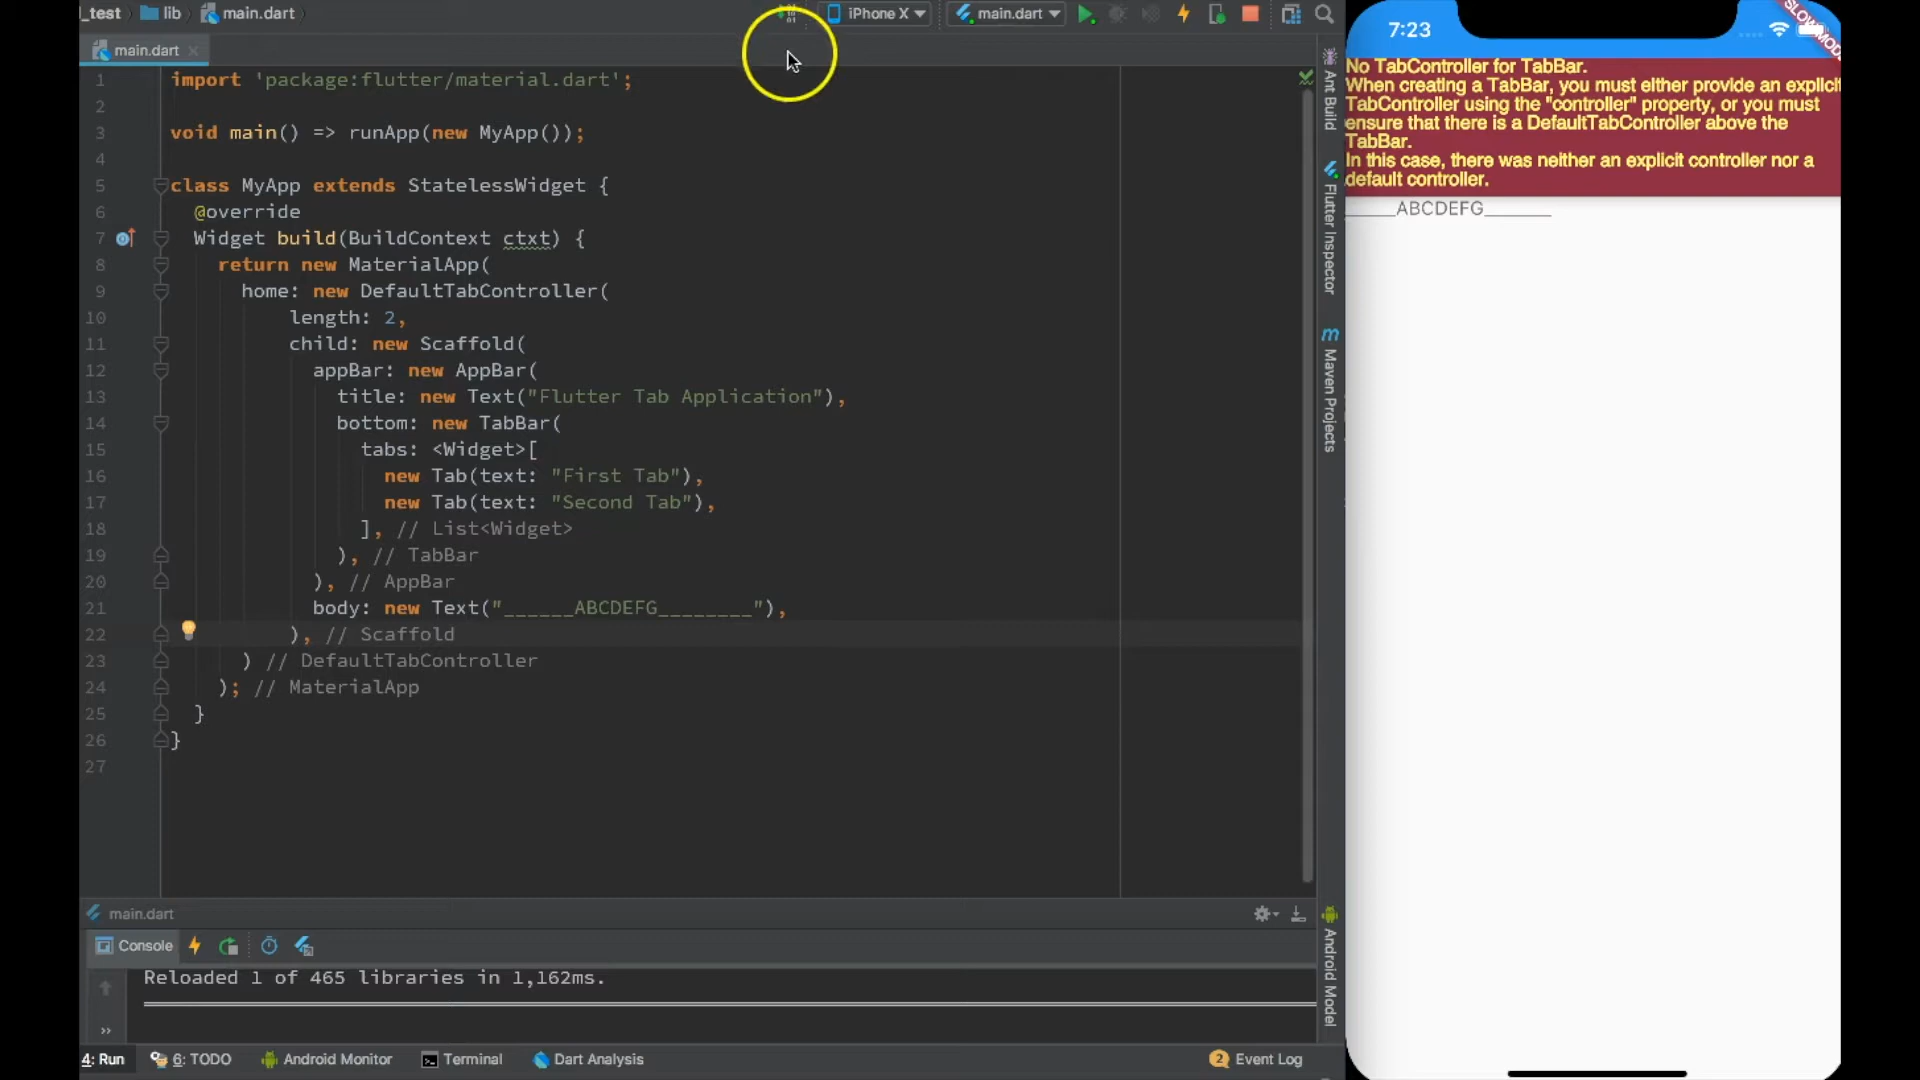 _test lib main.dart
iPhone X main.dart
main.dart
1 import 'package:flutter/material.dart';
2
3 void main() => runApp(new MyApp());
4
5 class MyApp extends StatelessWidget {
6 @override
7 Widget build(BuildContext ctxt) {
8 return new MaterialApp(
9 home: new DefaultTabController(
10 length: 2,
11 child: new Scaffold(
12 appBar: new AppBar(
13 title: new Text("Flutter Tab Application"),
14 bottom: new TabBar(
15 tabs: <Widget>[
16 new Tab(text: "First Tab"),
17 new Tab(text: "Second Tab"),
18 ], // List<Widget>
19 ), // TabBar
20 ), // AppBar
21 body: new Text("______ABCDEFG________"),
22 ), // Scaffold
23 ) // DefaultTabController
24 ); // MaterialApp
25 }
26 }
27
Ant Build
Flutter Inspector
Maven Projects
Android Model
main.dart
Console
Reloaded 1 of 465 libraries in 1,162ms.
4: Run 6: TODO Android Monitor Terminal Dart Analysis 2 Event Log
7:23
SLOW MOD
No TabController for TabBar.
When creating a TabBar, you must either provide an explicit
TabController using the "controller" property, or you must
ensure that there is a DefaultTabController above the
TabBar.
In this case, there was neither an explicit controller nor a
default controller.
______ABCDEFG________